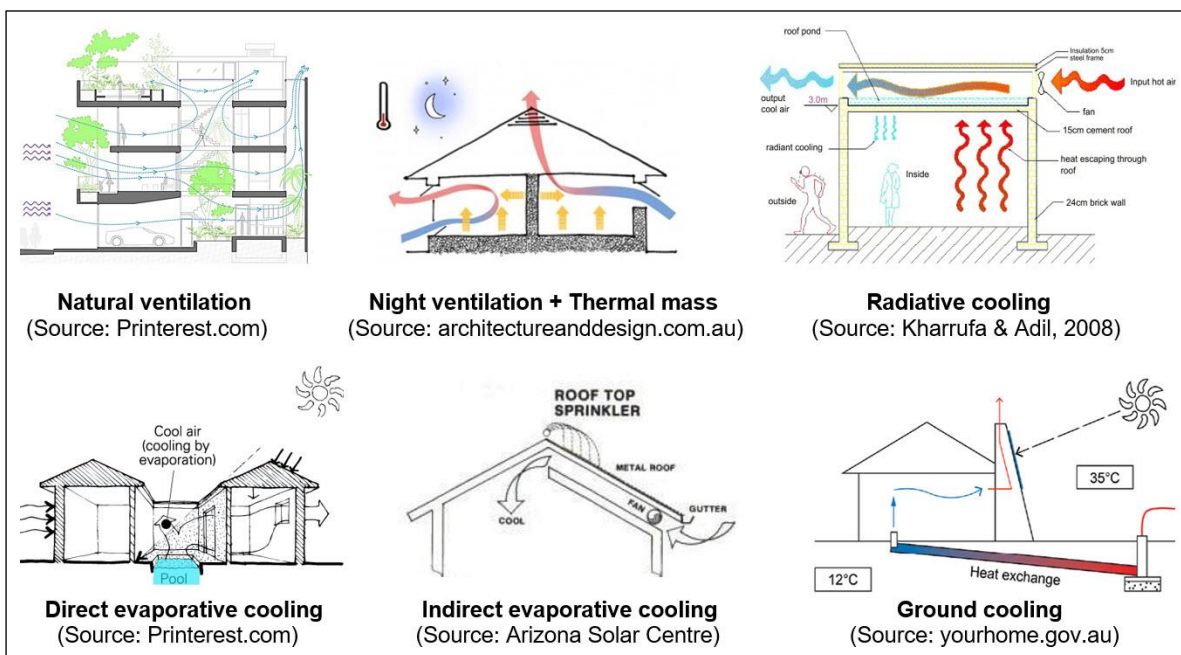 roof pond
Insulation 5cm
steel frame
Input hot air
output
cool air
3.0m
fan
15cm cement roof
radiant cooling
heat escaping through
roof
Inside
outside
24cm brick wall
Natural ventilation
(Source: Printerest.com)
Night ventilation + Thermal mass
(Source: architectureanddesign.com.au)
Radiative cooling
(Source: Kharrufa & Adil, 2008)
Cool air
(cooling by
evaporation)
Pool
ROOF TOP
SPRINKLER
METAL ROOF
FAN
GUTTER
COOL
35°C
12°C
Heat exchange
Direct evaporative cooling
(Source: Printerest.com)
Indirect evaporative cooling
(Source: Arizona Solar Centre)
Ground cooling
(Source: yourhome.gov.au)